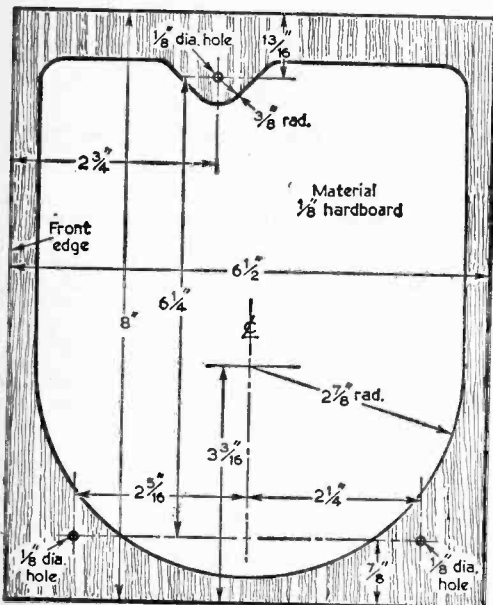 1/8" dia. hole
13/16"
3/8 rad.
2 3/4"
Material
1/8" hardboard
Front
edge
6 1/2"
6 1/4"
8"
℄
2 7/8" rad.
3 3/16"
2 5/16"
2 1/4"
1/8" dia.
hole
7/8"
1/8" dia.
hole